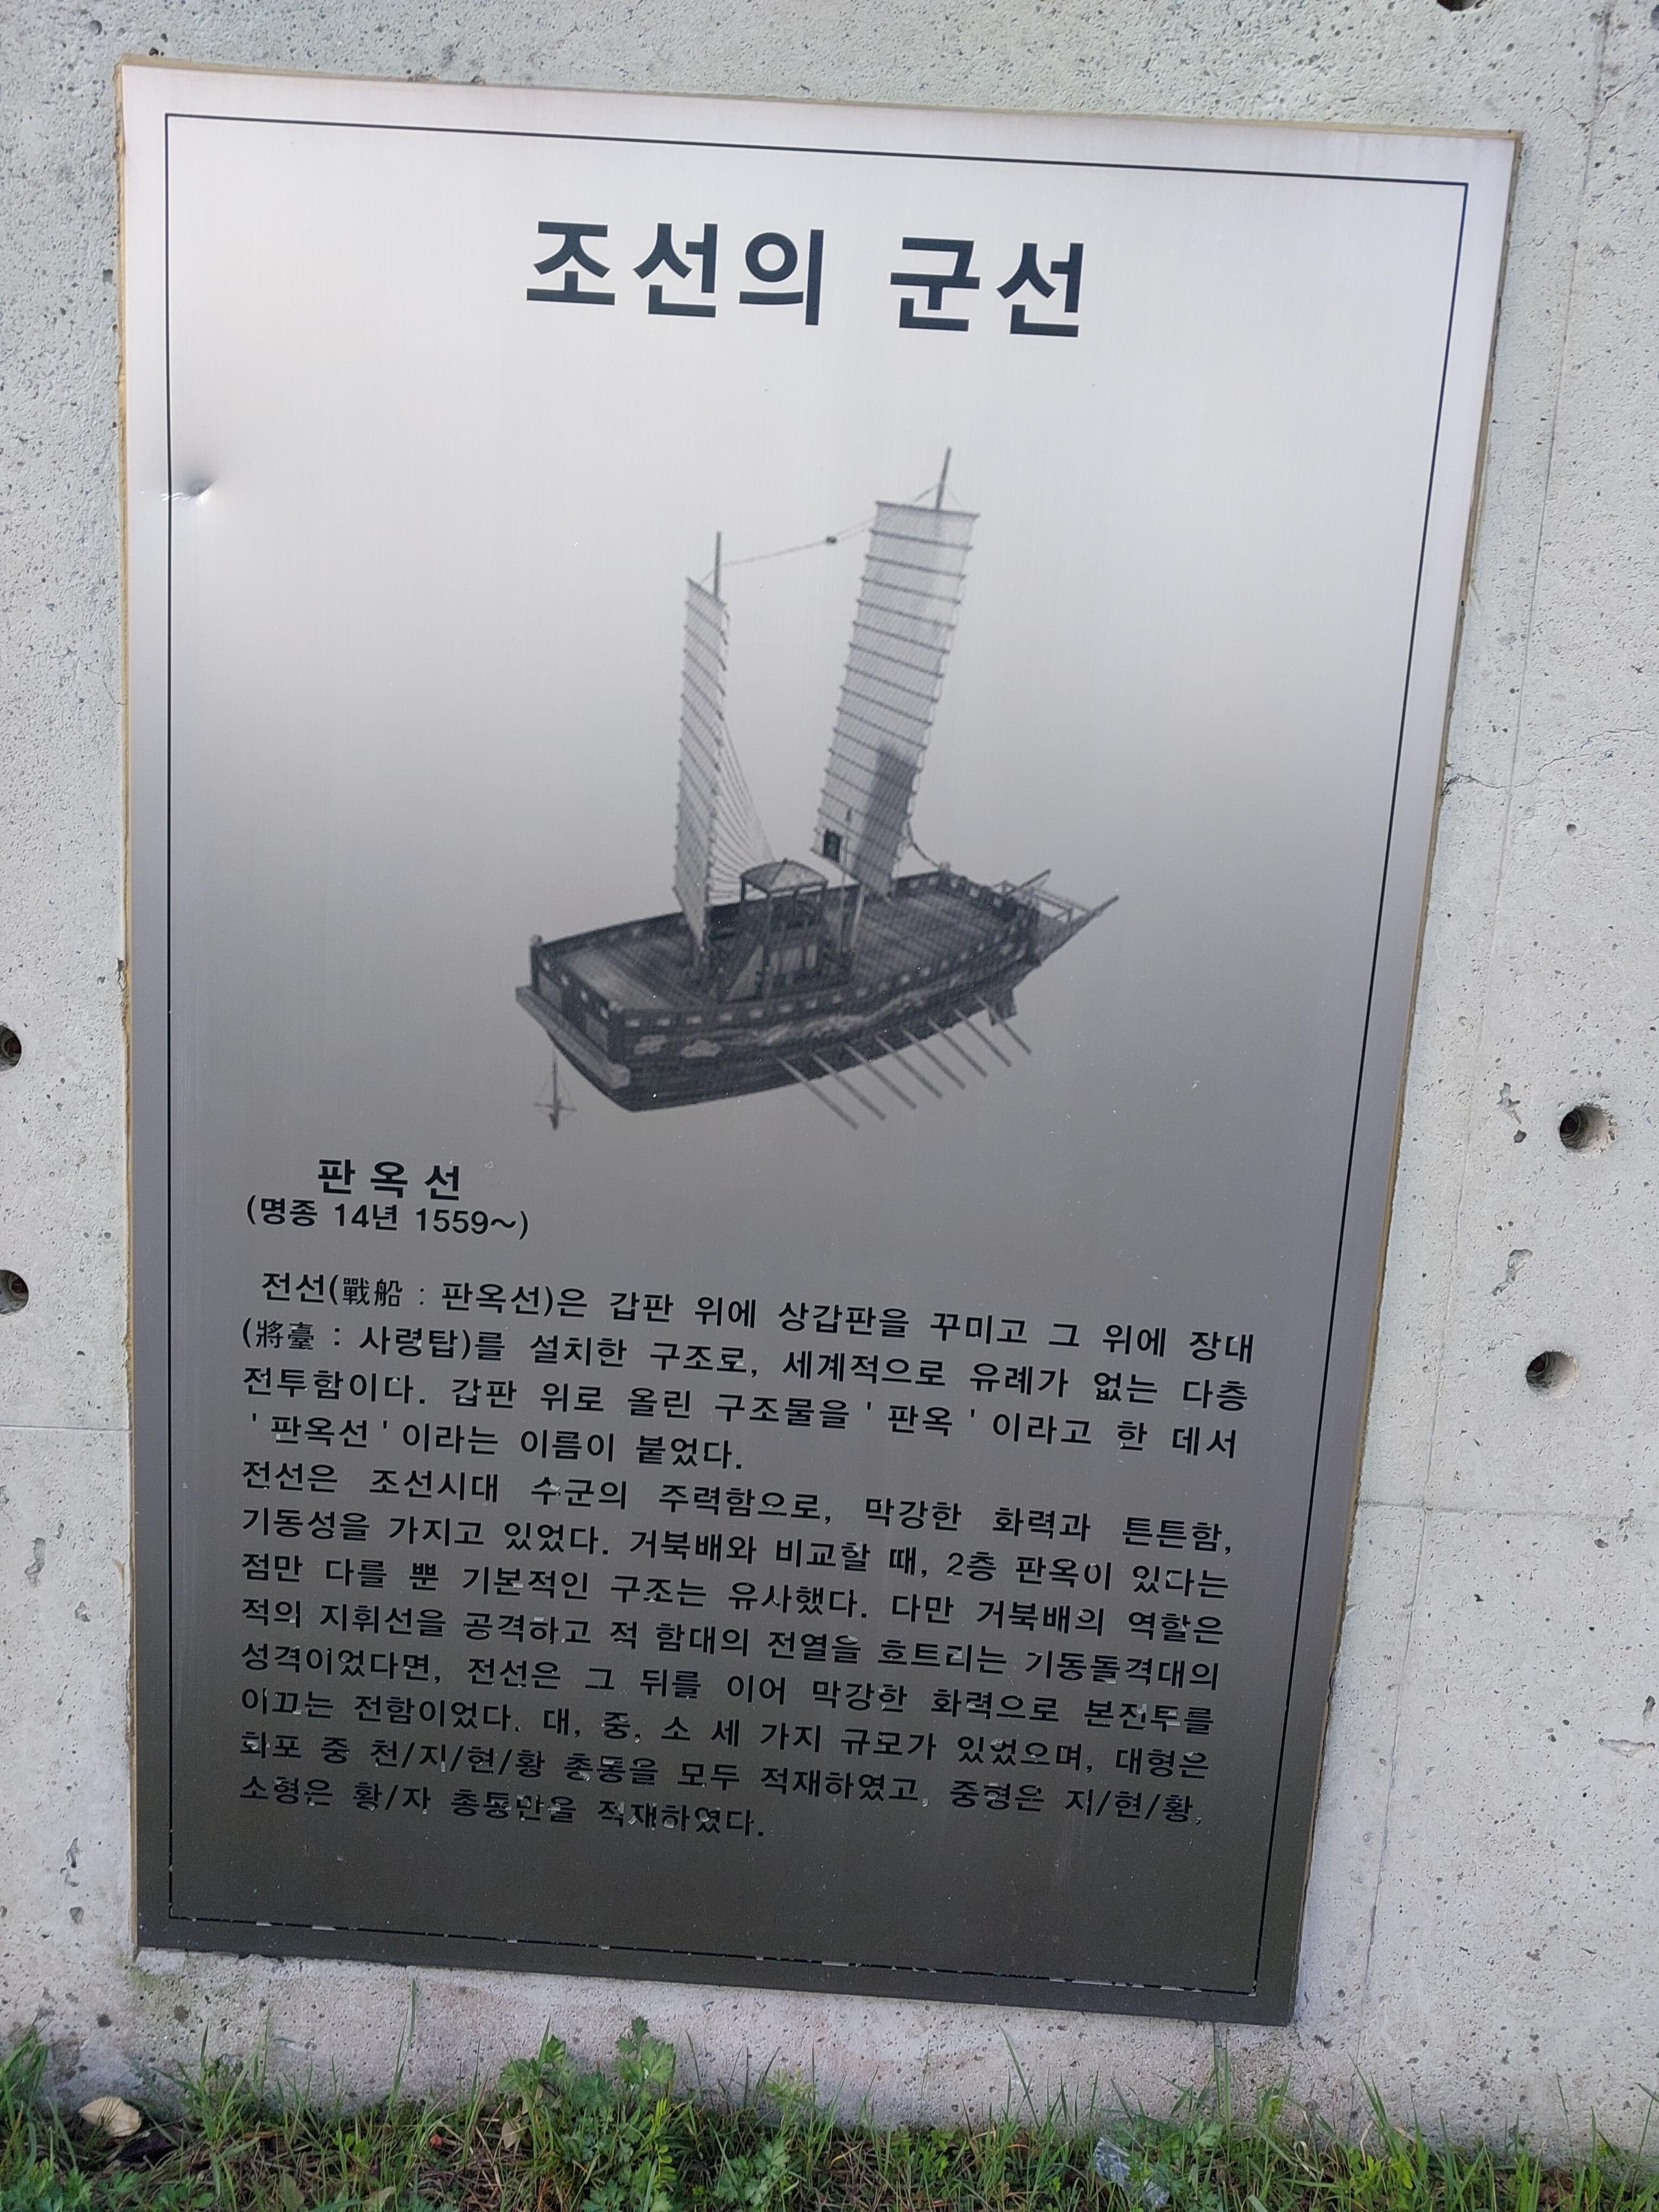 조선의 군선
판 옥 선
(명종 14년 1559~)
전선(戰船 : 판옥선)은 갑판 위에 상갑판을 꾸미고 그 위에 장대
(將臺 : 사령탑)를 설치한 구조로, 세계적으로 유례가 없는 다층
전투함이다. 갑판 위로 올린 구조물을 ' 판옥 ' 이라고 한 데서
' 판옥선 ' 이라는 이름이 붙었다.
전선은 조선시대 수군의 주력함으로, 막강한 화력과 튼튼함,
기동성을 가지고 있었다. 거북배와 비교할 때, 2층 판옥이 있다는
점만 다를 뿐 기본적인 구조는 유사했다. 다만 거북배의 역할은
적의 지휘선을 공격하고 적 함대의 전열을 흐트리는 기동돌격대의
성격이었다면, 전선은 그 뒤를 이어 막강한 화력으로 본전투를
이끄는 전함이었다. 대, 중, 소 세 가지 규모가 있었으며, 대형은
화포 중 천/지/현/황 총통을 모두 적재하였고, 중형은 지/현/황,
소형은 황/자 총통만을 적재하였다.